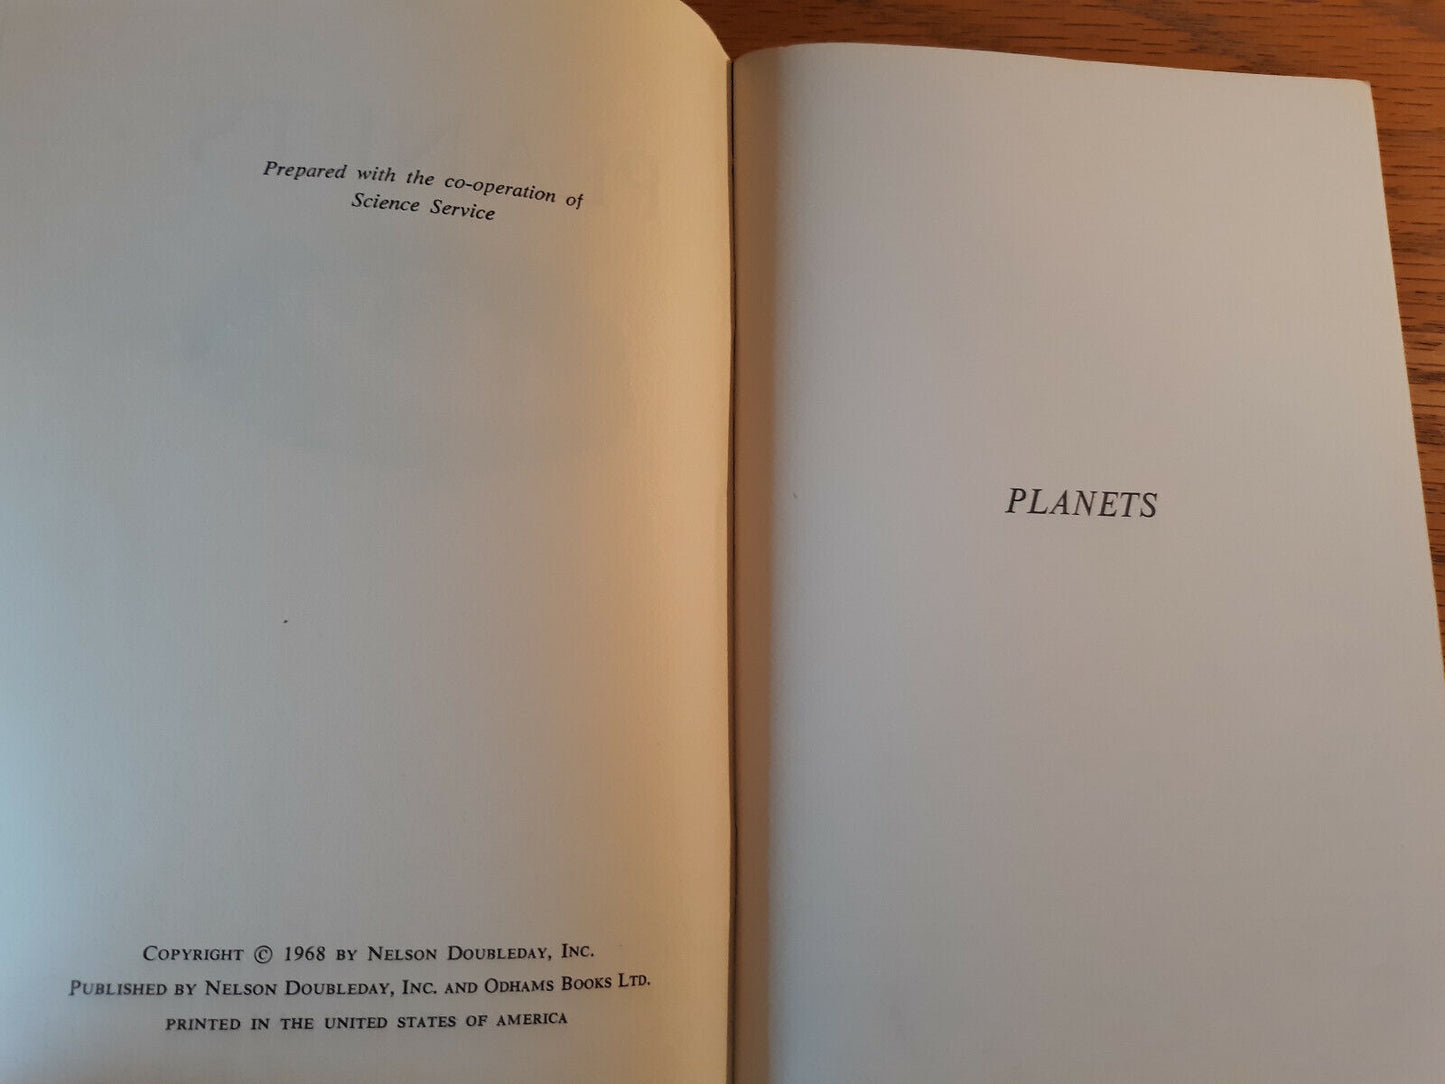 Prepared with the co-operation of
Science Service
COPYRIGHT © 1968 BY NELSON DOUBLEDAY, INC.
PUBLISHED BY NELSON DOUBLEDAY, INC. AND ODHAMS BOOKS LTD.
PRINTED IN THE UNITED STATES OF AMERICA
PLANETS